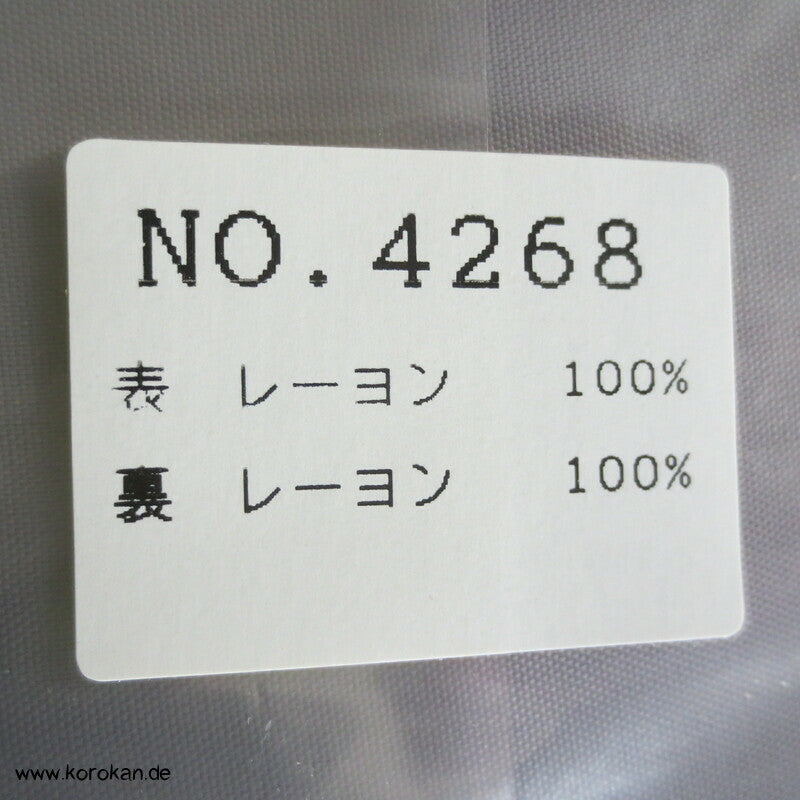 NO.4268
表 レーヨン 100%
裏 レーヨン 100%
www.korokan.de